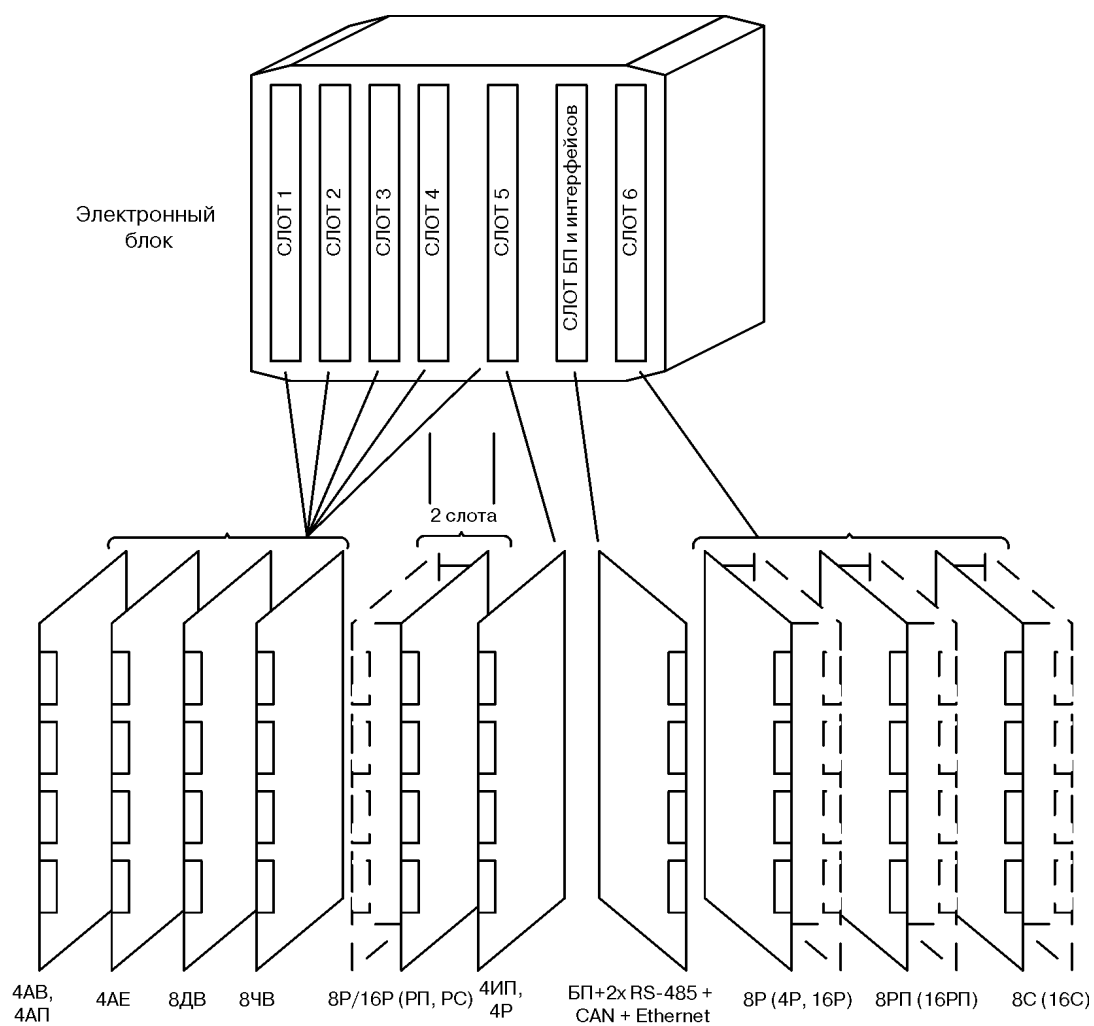 СЛОТ 1
СЛОТ 2
СЛОТ 3
СЛОТ 4
СЛОТ 5
СЛОТ БП и интерфейсов
СЛОТ 6
Электронный
блок
2 слота
4АВ,
4АП
4АЕ
8ДВ
8ЧВ
8Р/16Р (РП, РС)
4ИП,
4Р
БП+2х RS-485 +
CAN + Ethernet
8Р (4Р, 16Р)
8РП (16РП)
8С (16С)